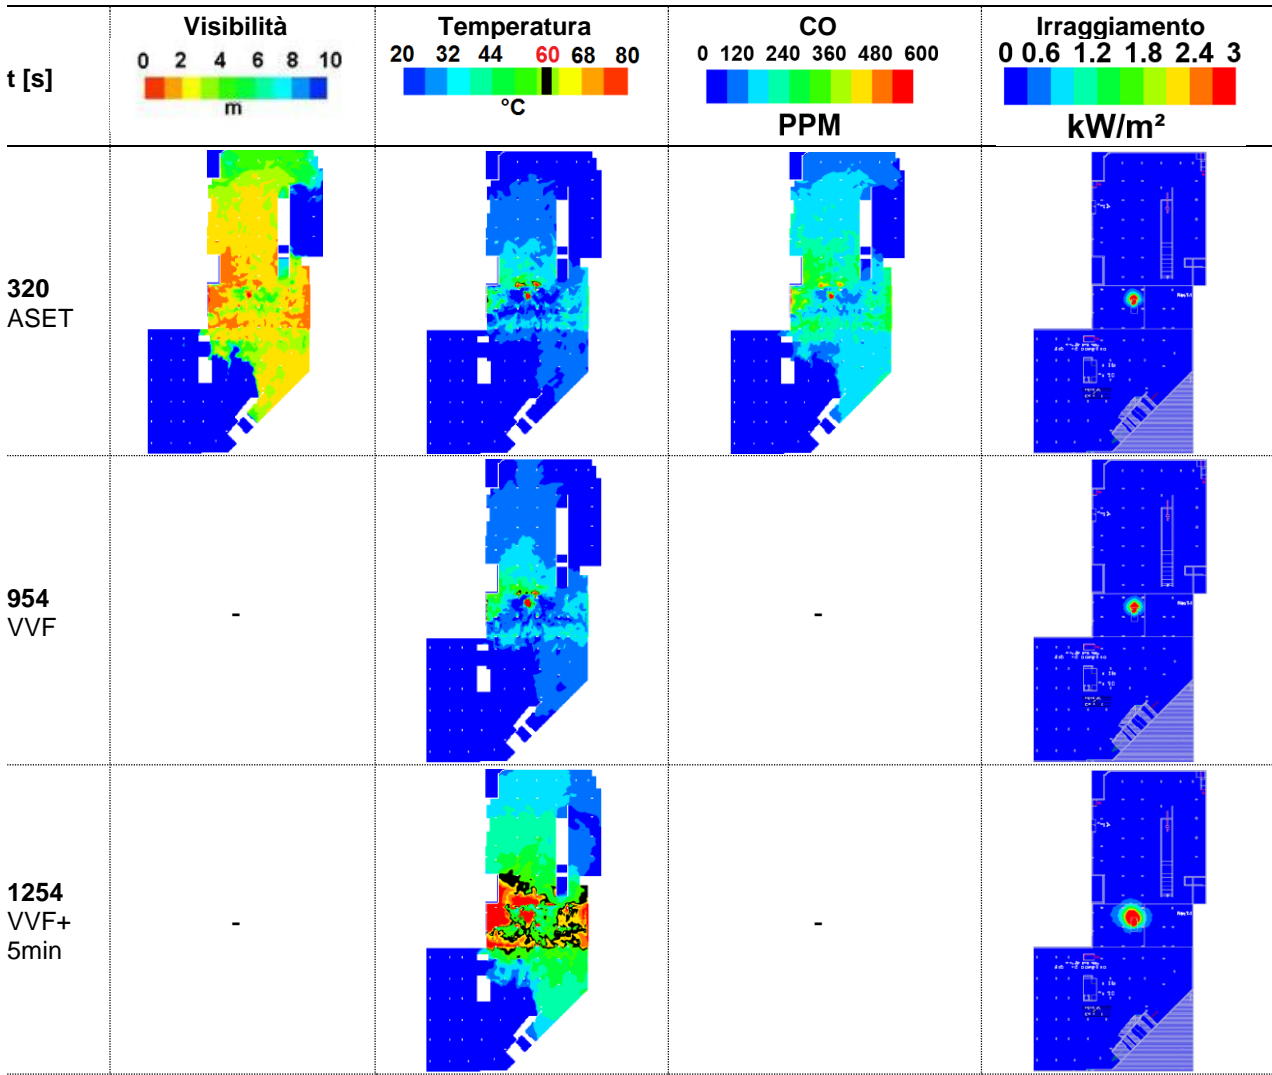 t [s]
Visibilità
0 2 4 6 8 10
m
Temperatura
20 32 44 60 68 80
°C
CO
0 120 240 360 480 600
PPM
Irraggiamento
0 0.6 1.2 1.8 2.4 3
kW/m²
320
ASET
954
VVF
-
-
1254
VVF+
5min
-
-